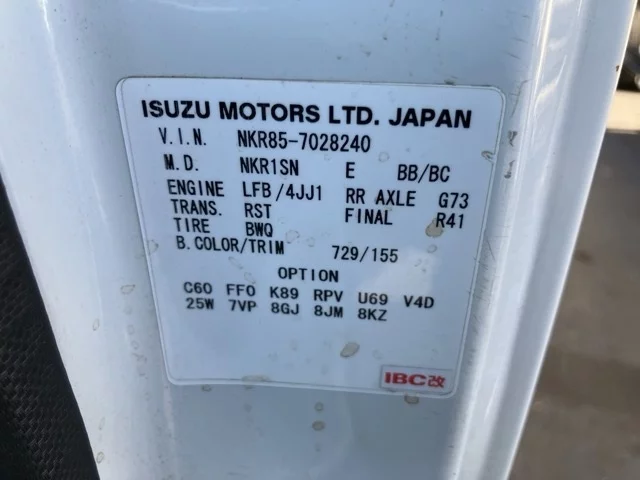 ISUZU MOTORS LTD. JAPAN
V.I.N. NKR85-7028240
M.D. NKR1SN E BB/BC
ENGINE LFB/4JJ1 RR AXLE G73
TRANS. RST FINAL R41
TIRE BWQ
B.COLOR/TRIM 729/155
OPTION
C60 FF0 K89 RPV U69 V4D
25W 7VP 8GJ 8JM 8KZ
IBC改